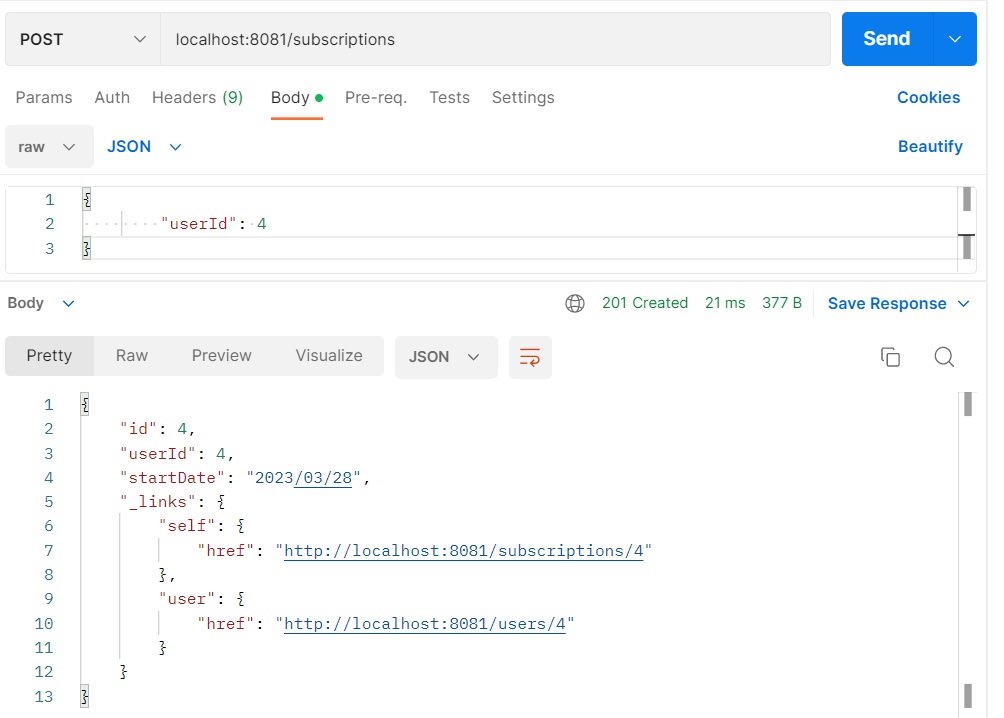 POST localhost:8081/subscriptions Send
Params Auth Headers (9) Body Pre-req. Tests Settings Cookies
raw JSON Beautify
1 {
2 "userId": 4
3 }
Body 201 Created 21 ms 377 B Save Response
Pretty Raw Preview Visualize JSON
1 {
2 "id": 4,
3 "userId": 4,
4 "startDate": "2023/03/28",
5 "_links": {
6 "self": {
7 "href": "http://localhost:8081/subscriptions/4"
8 },
9 "user": {
10 "href": "http://localhost:8081/users/4"
11 }
12 }
13 }